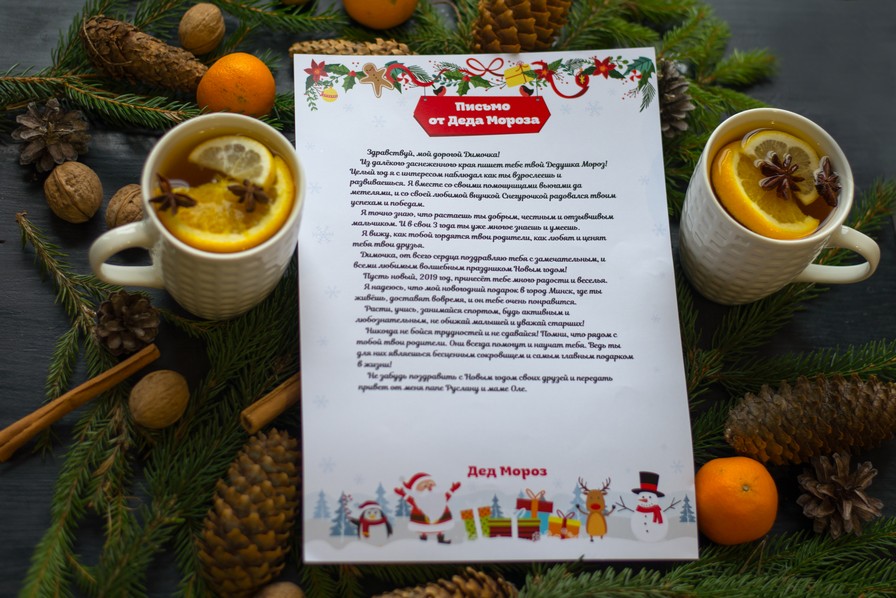 Письмо
от Деда Мороза
Здравствуй, мой дорогой Димочка!
Из далёкого заснеженного края пишет тебе твой Дедушка Мороз!
Целый год я с интересом наблюдал как ты взрослеешь и
развиваешься. Я вместе со своими помощницами вьюгами да
метелями, и со своей любимой внучкой Снегурочкой радовался твоим
успехам и победам.
Я точно знаю, что растаешь ты добрым, честным и отзывчивым
мальчиком. И в свои 3 года ты уже многое знаешь и умеешь.
Я вижу, как тобой гордятся твои родители, как любят и ценят
тебя твои друзья.
Димочка, от всего сердца поздравляю тебя с замечательным, и
всеми любимым волшебным праздником Новым годом!
Пусть новый, 2019 год, принесёт тебе много радости и веселья.
Я надеюсь, что мой новогодний подарок в город Минск, где ты
живёшь, доставит вовремя, и он тебе очень понравится.
Расти, учись, занимайся спортом, будь активным и
любознательным, не обижай малышей и уважай старших!
Никогда не бойся трудностей и не сдавайся! Помни, что рядом с
тобой твои родители. Они всегда помогут и научат тебя. Ведь ты
для них являешься бесценным сокровищем и самым главным подарком
в жизни!
Не забудь поздравить с Новым годом своих друзей и передать
привет от меня папе Руслану и маме Оле.
Дед Мороз